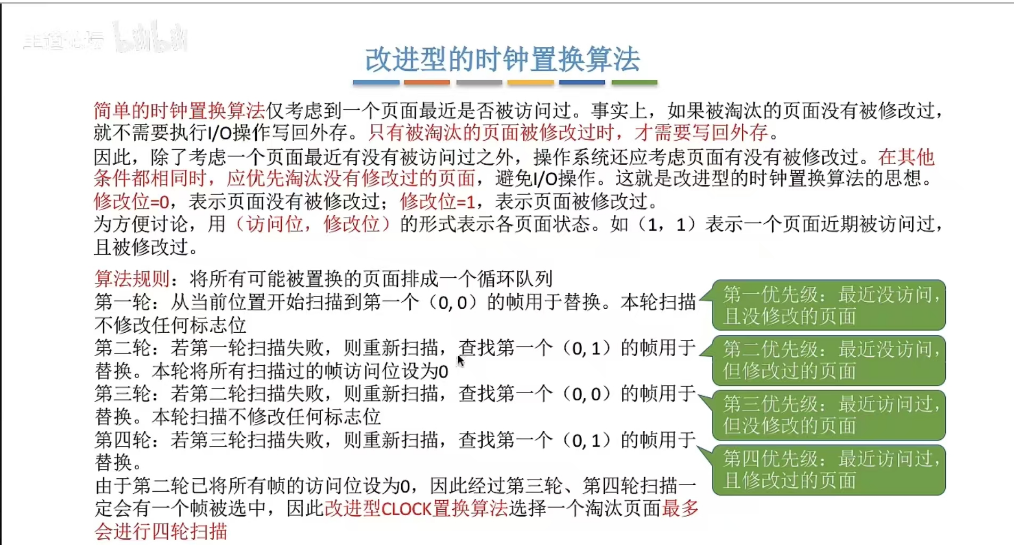 bilibili
改进型的时钟置换算法
简单的时钟置换算法仅考虑到一个页面最近是否被访问过。事实上，如果被淘汰的页面没有被修改过，
就不需要执行I/O操作写回外存。只有被淘汰的页面被修改过时，才需要写回外存。
因此，除了考虑一个页面最近有没有被访问过之外，操作系统还应考虑页面有没有被修改过。在其他
条件都相同时，应优先淘汰没有修改过的页面，避免I/O操作。这就是改进型的时钟置换算法的思想。
修改位=0，表示页面没有被修改过；修改位=1，表示页面被修改过。
为方便讨论，用（访问位，修改位）的形式表示各页面状态。如（1，1）表示一个页面近期被访问过，
且被修改过。
算法规则：将所有可能被置换的页面排成一个循环队列
第一轮：从当前位置开始扫描到第一个（0, 0）的帧用于替换。本轮扫描
不修改任何标志位
第二轮：若第一轮扫描失败，则重新扫描，查找第一个（0, 1）的帧用于
替换。本轮将所有扫描过的帧访问位设为0
第三轮：若第二轮扫描失败，则重新扫描，查找第一个（0, 0）的帧用于
替换。本轮扫描不修改任何标志位
第四轮：若第三轮扫描失败，则重新扫描，查找第一个（0, 1）的帧用于
替换。
由于第二轮已将所有帧的访问位设为0，因此经过第三轮、第四轮扫描一
定会有一个帧被选中，因此改进型CLOCK置换算法选择一个淘汰页面最多
会进行四轮扫描
第一优先级：最近没访问，
且没修改的页面
第二优先级：最近没访问，
但修改过的页面
第三优先级：最近访问过，
但没修改的页面
第四优先级：最近访问过，
且修改过的页面